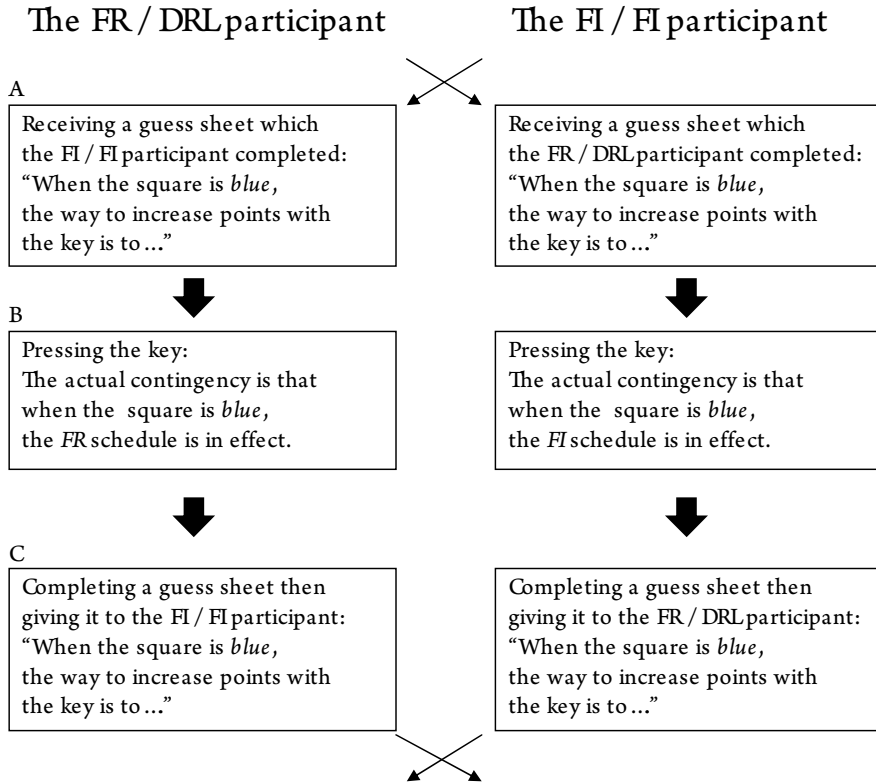 The FR / DRL participant
The FI / FI participant
A
Receiving a guess sheet which
the FI / FI participant completed:
“When the square is blue,
the way to increase points with
the key is to ...”
Receiving a guess sheet which
the FR / DRL participant completed:
“When the square is blue,
the way to increase points with
the key is to ...”
B
Pressing the key:
The actual contingency is that
when the square is blue,
the FR schedule is in effect.
Pressing the key:
The actual contingency is that
when the square is blue,
the FI schedule is in effect.
C
Completing a guess sheet then
giving it to the FI / FI participant:
“When the square is blue,
the way to increase points with
the key is to ...”
Completing a guess sheet then
giving it to the FR / DRL participant:
“When the square is blue,
the way to increase points with
the key is to ...”